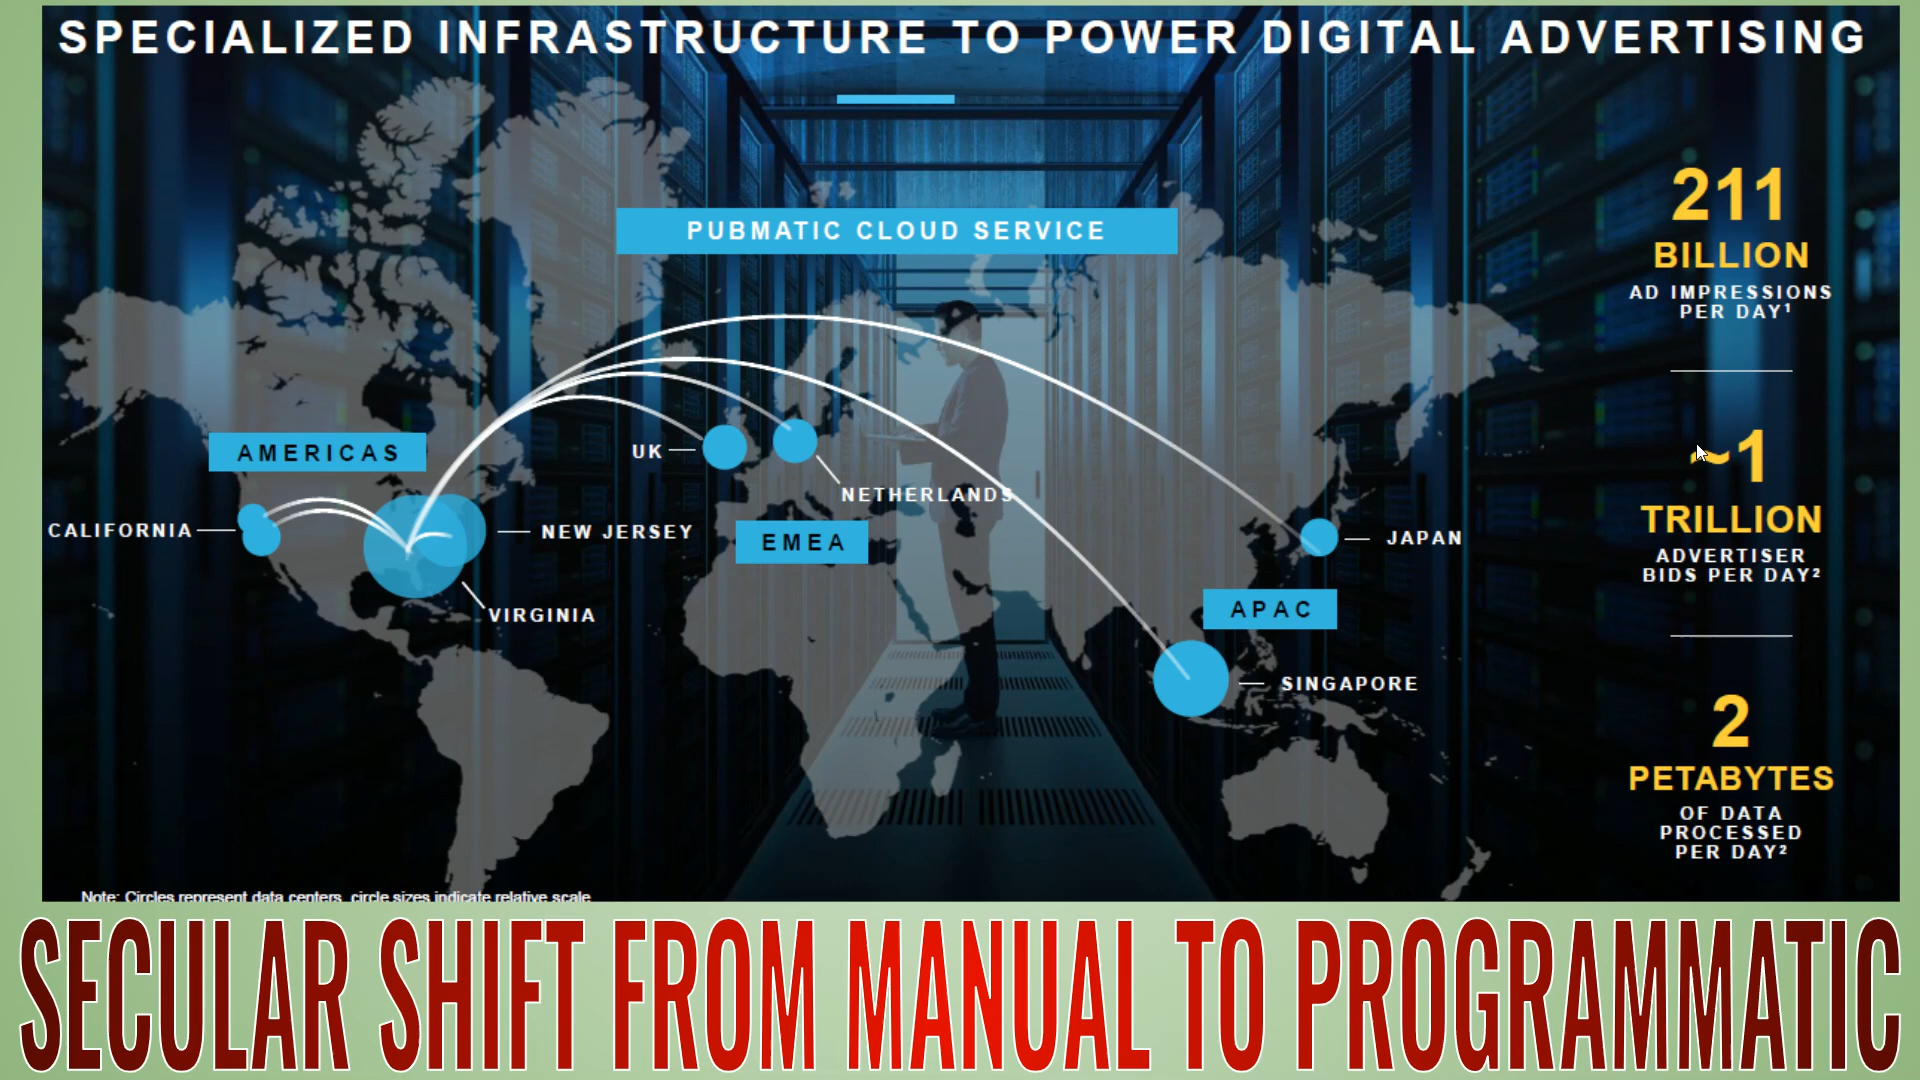 SPECIALIZED INFRASTRUCTURE TO POWER DIGITAL ADVERTISING
PUBMATIC CLOUD SERVICE
AMERICAS
CALIFORNIA
NEW JERSEY
VIRGINIA
UK
NETHERLANDS
EMEA
JAPAN
APAC
SINGAPORE
211
BILLION
AD IMPRESSIONS
PER DAY¹
~1
TRILLION
ADVERTISER
BIDS PER DAY²
2
PETABYTES
OF DATA
PROCESSED
PER DAY²
Note: Circles represent data centers, circle sizes indicate relative scale
SECULAR SHIFT FROM MANUAL TO PROGRAMMATIC